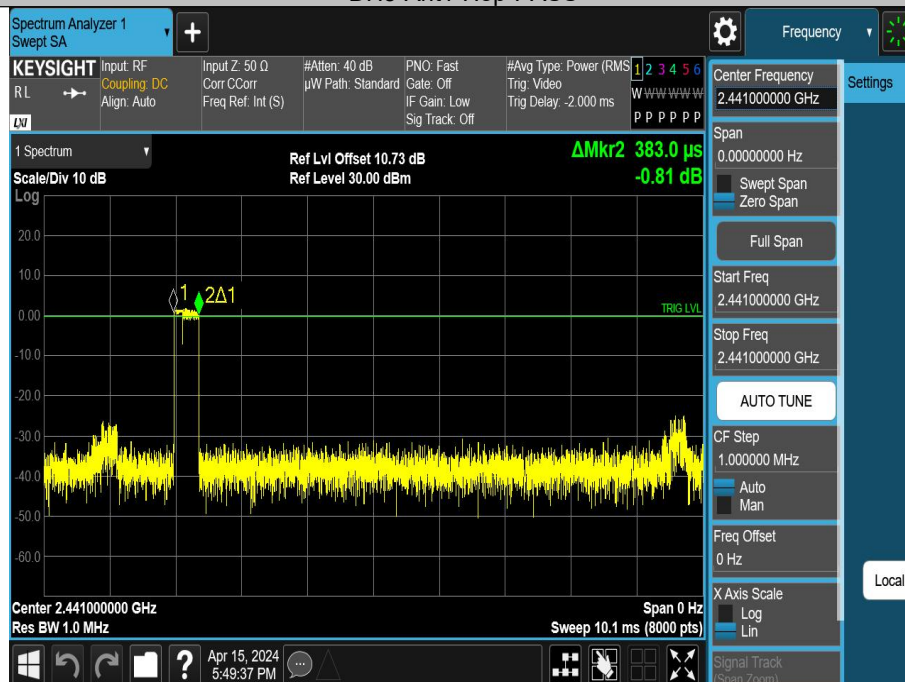 Spectrum Analyzer 1
Swept SA
+
Frequency
KEYSIGHT
RL
LXI
Input: RF
Coupling: DC
Align: Auto
Input Z: 50 Ω
Corr CCorr
Freq Ref: Int (S)
#Atten: 40 dB
µW Path: Standard
PNO: Fast
Gate: Off
IF Gain: Low
Sig Track: Off
#Avg Type: Power (RMS
Trig: Video
Trig Delay: -2.000 ms
1 2 3 4 5 6
W W W W W W
P P P P P P
1 Spectrum
Scale/Div 10 dB
Log
Ref Lvl Offset 10.73 dB
Ref Level 30.00 dBm
ΔMkr2 383.0 µs
-0.81 dB
20.0
10.0
0.00
-10.0
-20.0
-30.0
-40.0
-50.0
-60.0
1
2Δ1
TRIG LVL
Center 2.441000000 GHz
Res BW 1.0 MHz
Span 0 Hz
Sweep 10.1 ms (8000 pts)
Apr 15, 2024
5:49:37 PM
?
Center Frequency
2.441000000 GHz
Settings
Span
0.00000000 Hz
Swept Span
Zero Span
Full Span
Start Freq
2.441000000 GHz
Stop Freq
2.441000000 GHz
AUTO TUNE
CF Step
1.000000 MHz
Auto
Man
Freq Offset
0 Hz
Local
X Axis Scale
Log
Lin
Signal Track
(Span Zoom)